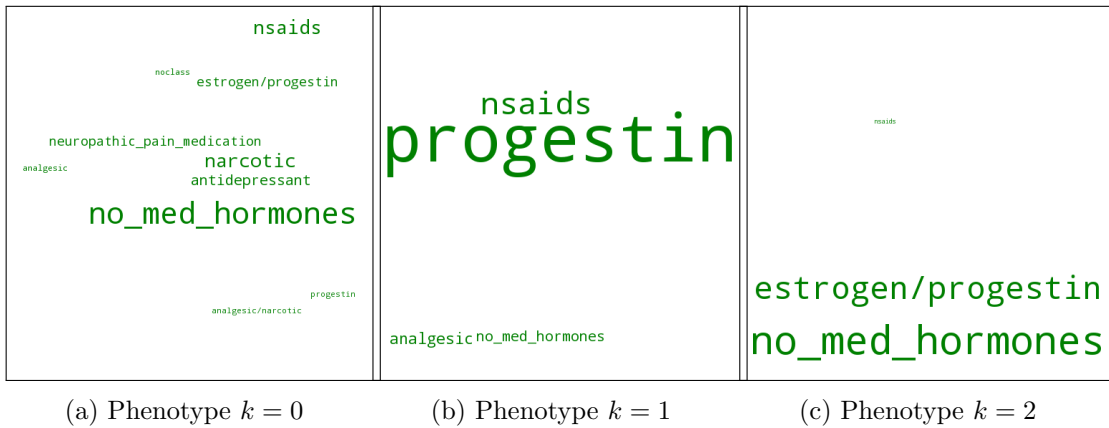 nsaids
noclass
estrogen/progestin
neuropathic_pain_medication
narcotic
analgesic
antidepressant
no_med_hormones
progestin
analgesic/narcotic
(a) Phenotype k = 0
nsaids
progestin
analgesic
no_med_hormones
(b) Phenotype k = 1
nsaids
estrogen/progestin
no_med_hormones
(c) Phenotype k = 2